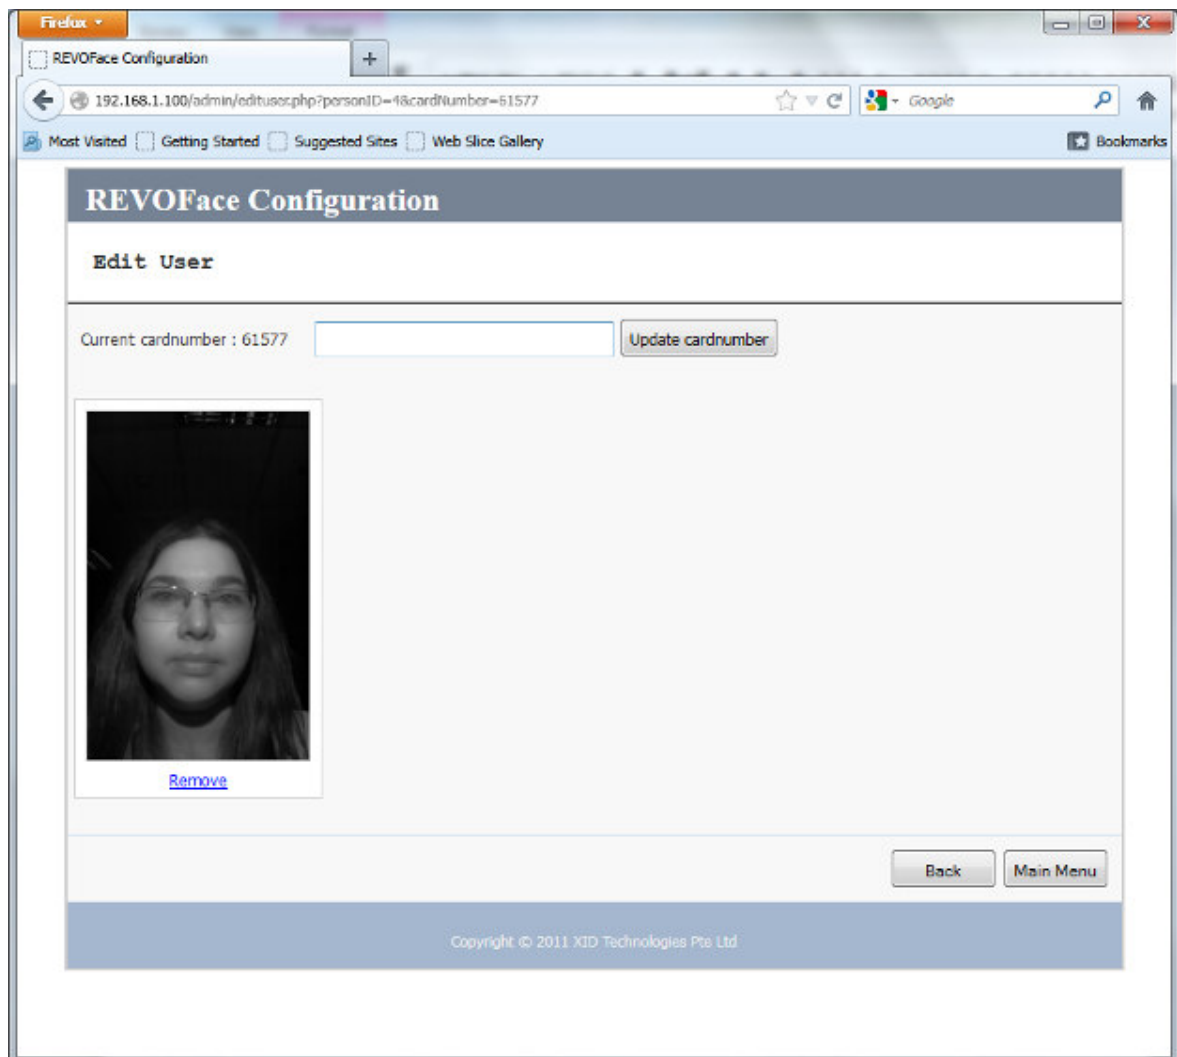 Firefox
REVOFace Configuration
+
192.168.1.100/admin/edituser.php?personID=4&cardNumber=61577
Google
Most Visited Getting Started Suggested Sites Web Slice Gallery Bookmarks
REVOFace Configuration
Edit User
Current cardnumber : 61577 Update cardnumber
Remove
Back Main Menu
Copyright © 2011 XID Technologies Pte Ltd